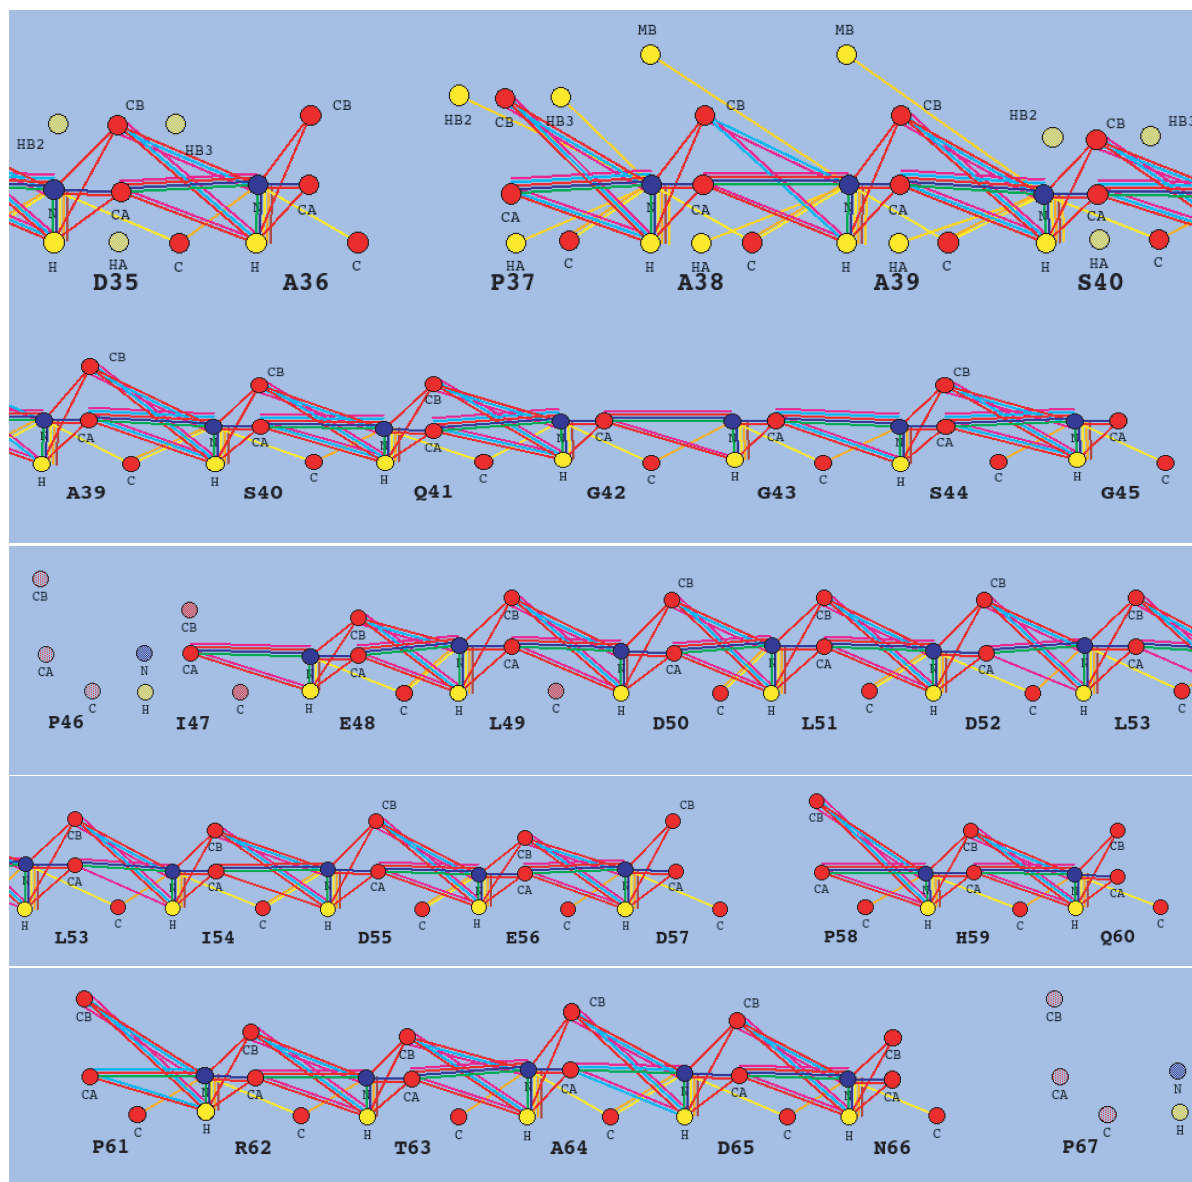 MB MB
CB CB HB2 CB HB3 CB CB HB2 CB HB3
HB2 HB3
N CA N CA CA N CA N CA N CA
H HA C H C HA C H HA C H HA C H HA C
D35 A36 P37 A38 A39 S40
CB CB CB CB
N CA N CA N CA N CA N CA N CA N CA
H C H C H C H C H C H C H C
A39 S40 Q41 G42 G43 S44 G45
CB CB CB CB CB CB CB CB
CA N CA N CA N CA N CA N CA N CA N CA
C H C H C H C H C H C H C H C
P46 I47 E48 L49 D50 L51 D52 L53
CB CB CB CB CB CB CB CB
N CA N CA N CA N CA N CA CA N CA N CA
H C H C H C H C H C C H C H C
L53 I54 D55 E56 D57 P58 H59 Q60
CB CB CB CB CB CB CB
CA N CA N CA N CA N CA N CA CA N
C H C H C H C H C H C C H
P61 R62 T63 A64 D65 N66 P67